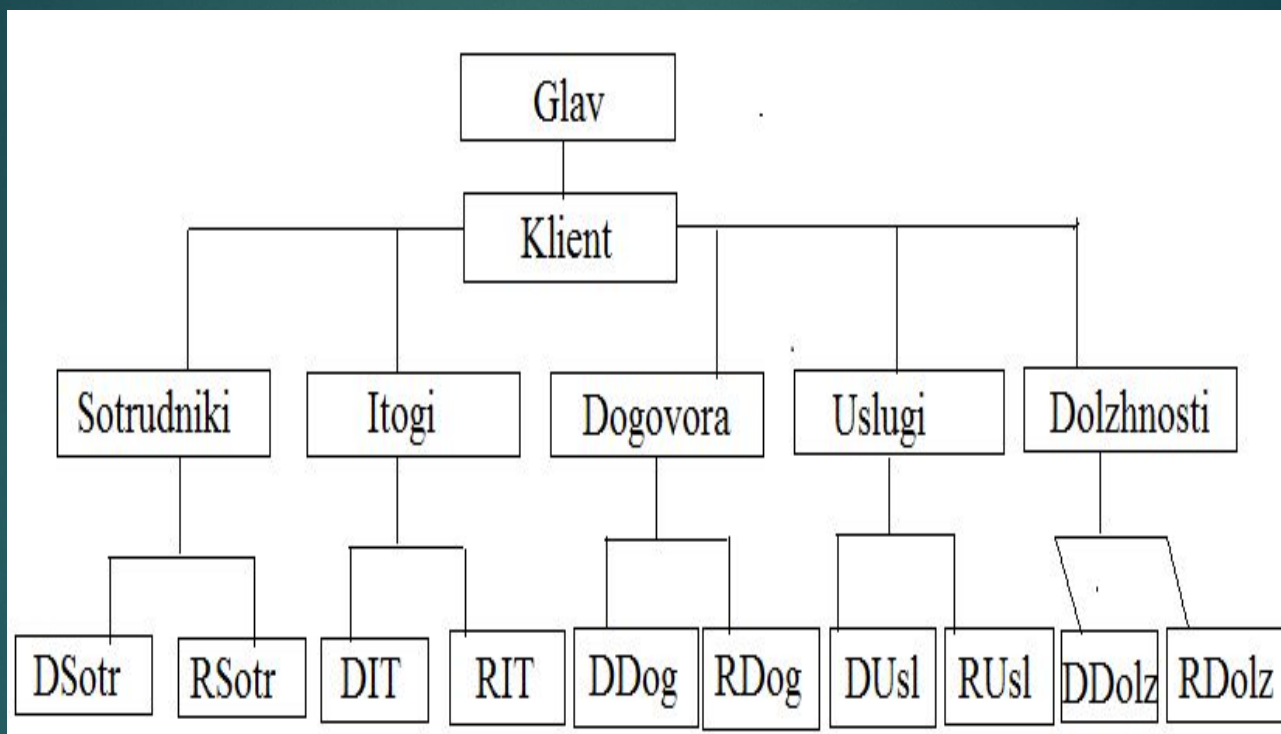 Glav
Klient
Sotrudniki
Itogi
Dogovora
Uslugi
Dolzhnosti
DSotr
RSotr
DIT
RIT
DDog
RDog
DUsl
RUsl
DDolz
RDolz